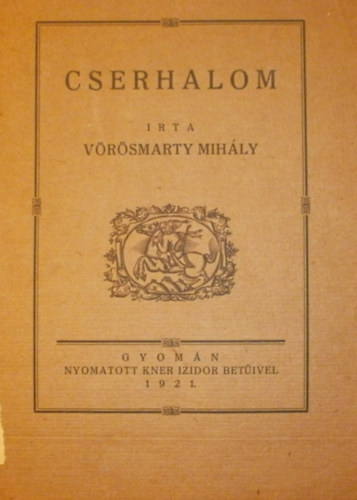 CSERHALOM
IRTA
VÖRÖSMARTY MIHÁLY
GYOMÁN
NYOMATOTT KNER IZIDOR BETŰIVEL
1921.